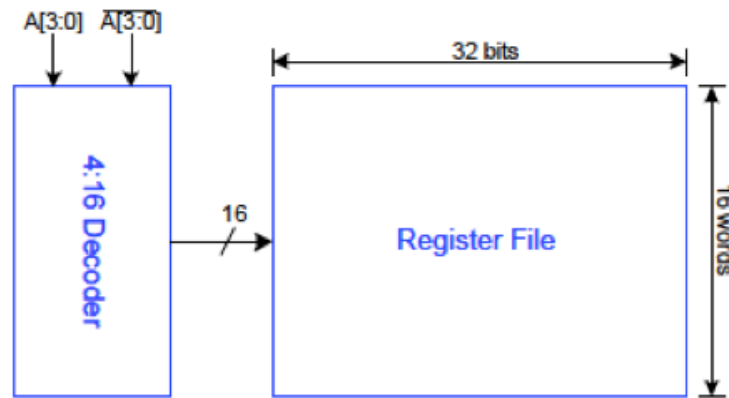 A[3:0] A[3:0]
32 bits
4:16 Decoder
16
Register File
16 words